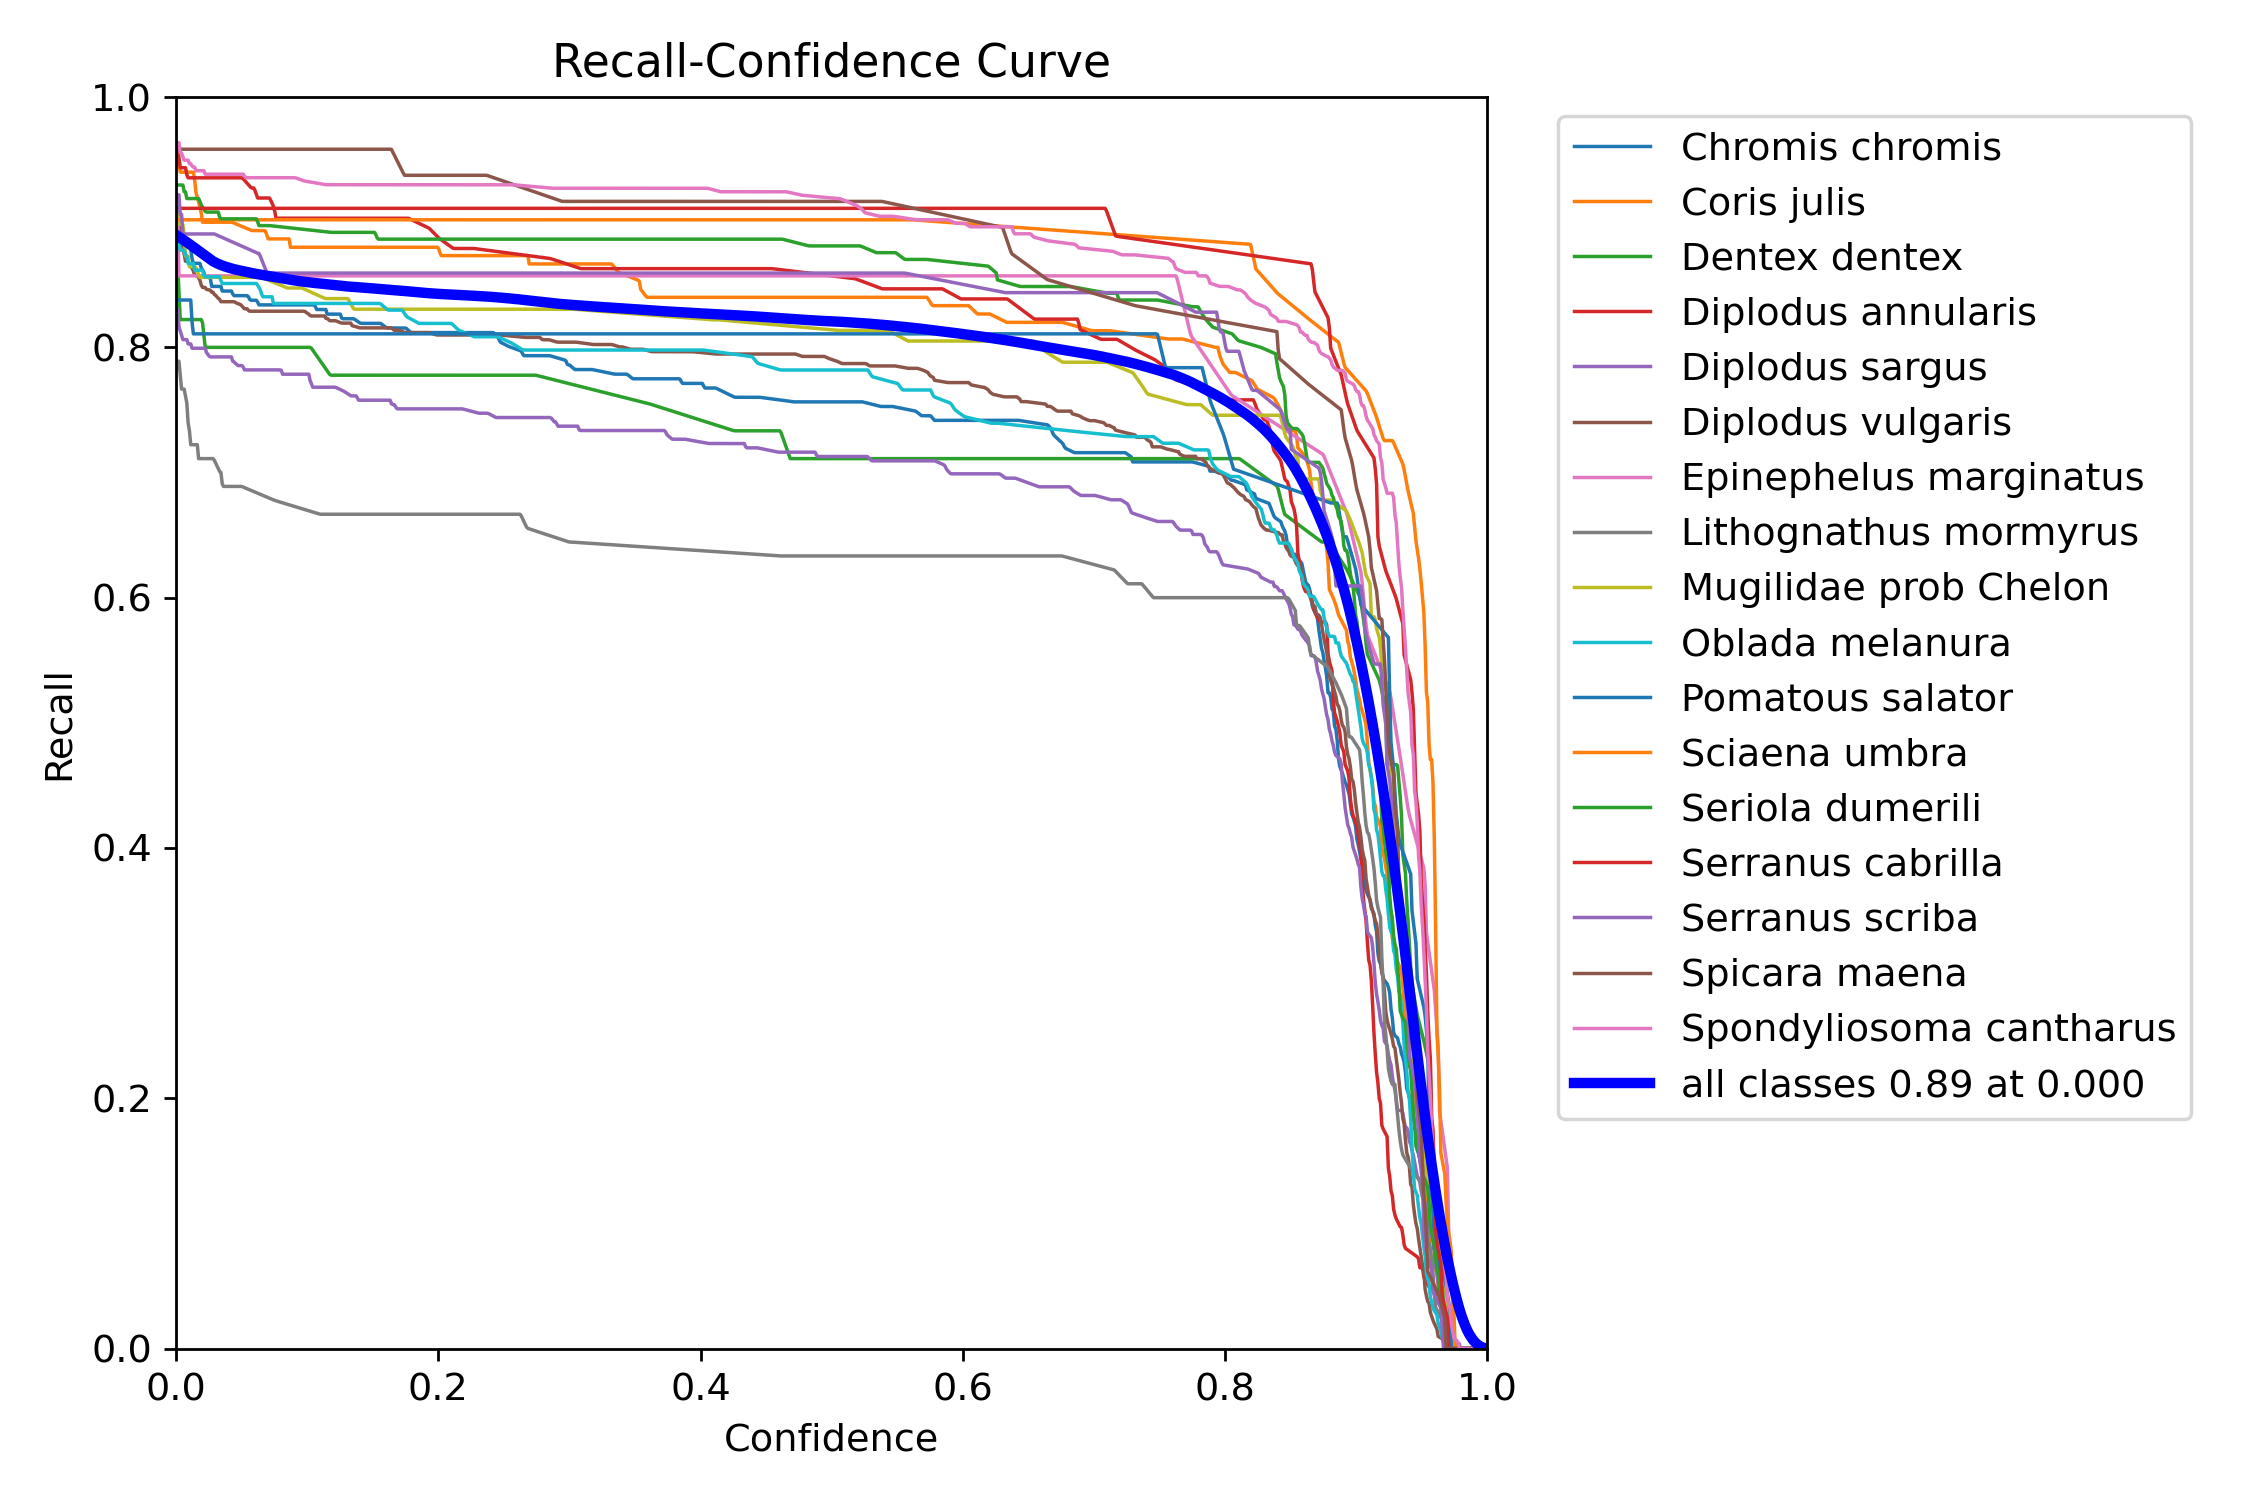 Recall-Confidence Curve
1.0
0.8
0.6
0.4
0.2
0.0
Recall
0.0 0.2 0.4 0.6 0.8 1.0
Confidence
Chromis chromis
Coris julis
Dentex dentex
Diplodus annularis
Diplodus sargus
Diplodus vulgaris
Epinephelus marginatus
Lithognathus mormyrus
Mugilidae prob Chelon
Oblada melanura
Pomatous salator
Sciaena umbra
Seriola dumerili
Serranus cabrilla
Serranus scriba
Spicara maena
Spondyliosoma cantharus
all classes 0.89 at 0.000